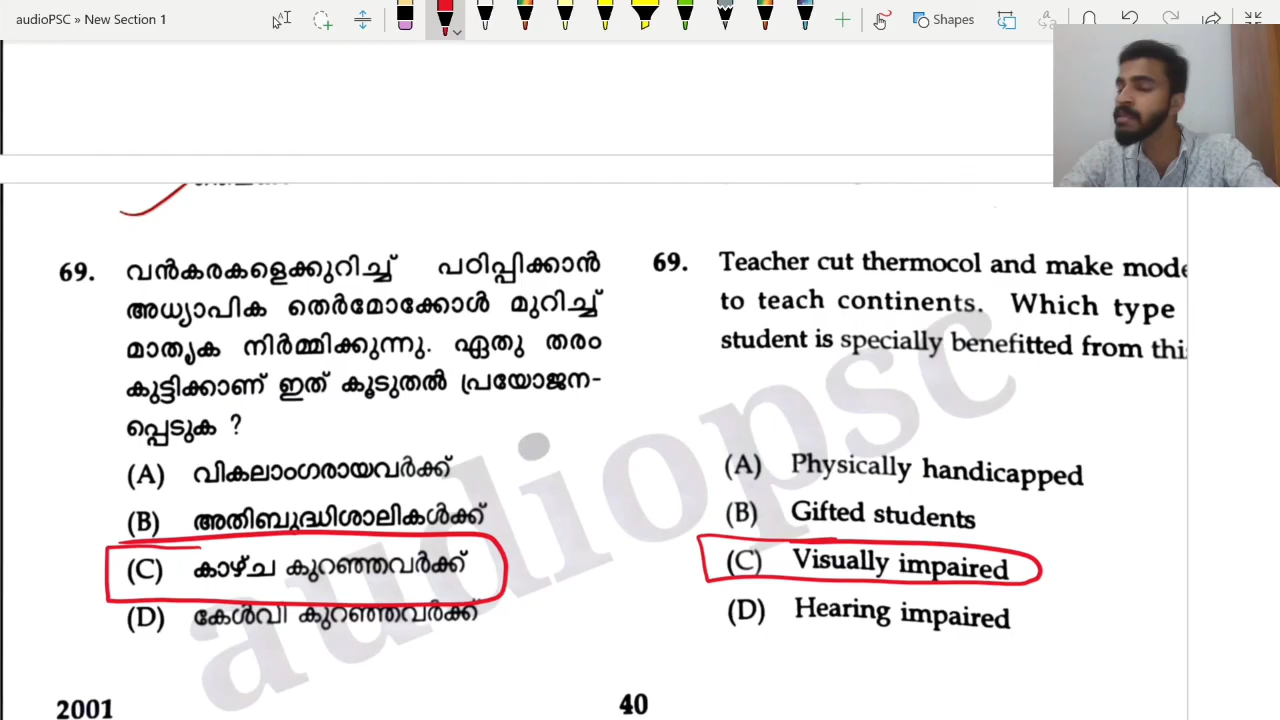 audioPSC » New Section 1
Shapes
69. വൻകരകളെക്കുറിച്ച് പഠിപ്പിക്കാൻ
അധ്യാപിക തെർമോക്കോൾ മുറിച്ച്
മാതൃക നിർമ്മിക്കുന്നു. ഏതു തരം
കുട്ടിക്കാണ് ഇത് കൂടുതൽ പ്രയോജന-
പ്പെടുക ?
(A) വികലാംഗരായവർക്ക്
(B) അതിബുദ്ധിശാലികൾക്ക്
(C) കാഴ്ച കുറഞ്ഞവർക്ക്
(D) കേൾവി കുറഞ്ഞവർക്ക്
69. Teacher cut thermocol and make
to teach continents. Which type
student is specially benefitted from
(A) Physically handicapped
(B) Gifted students
(C) Visually impaired
(D) Hearing impaired
2001
40
audiopsc